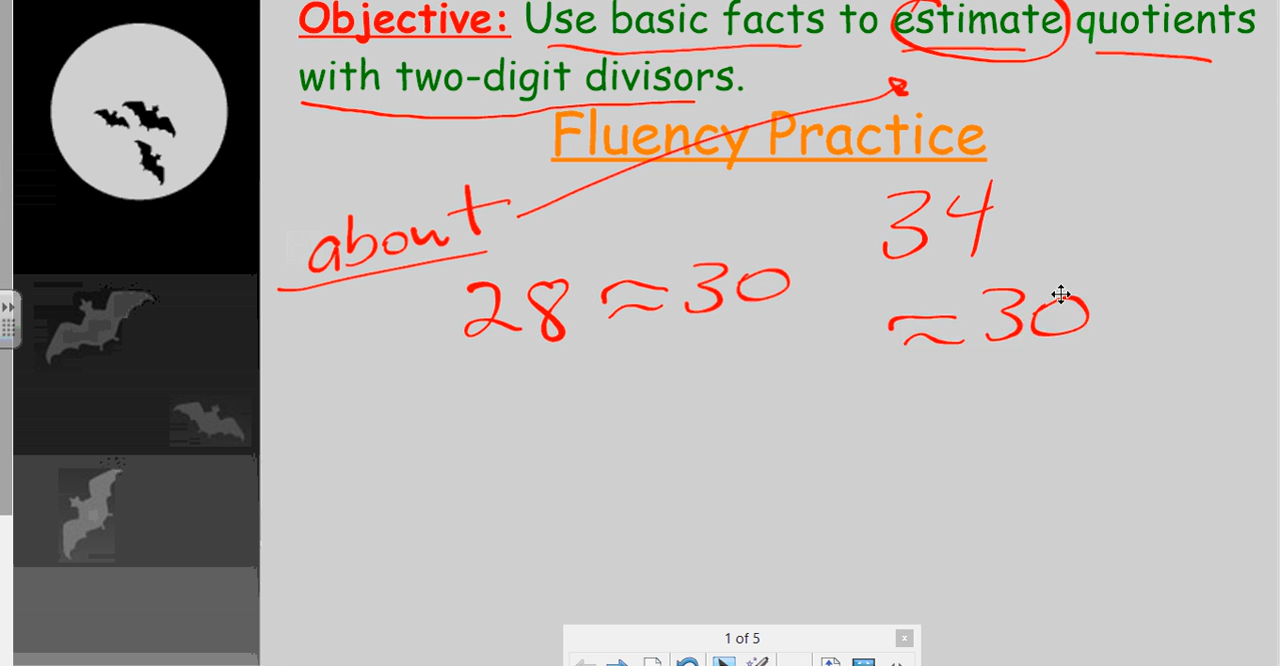 Objective: Use basic facts to estimate quotients
with two-digit divisors.
Fluency Practice
about
34
28 ≈ 30
≈ 30
1 of 5